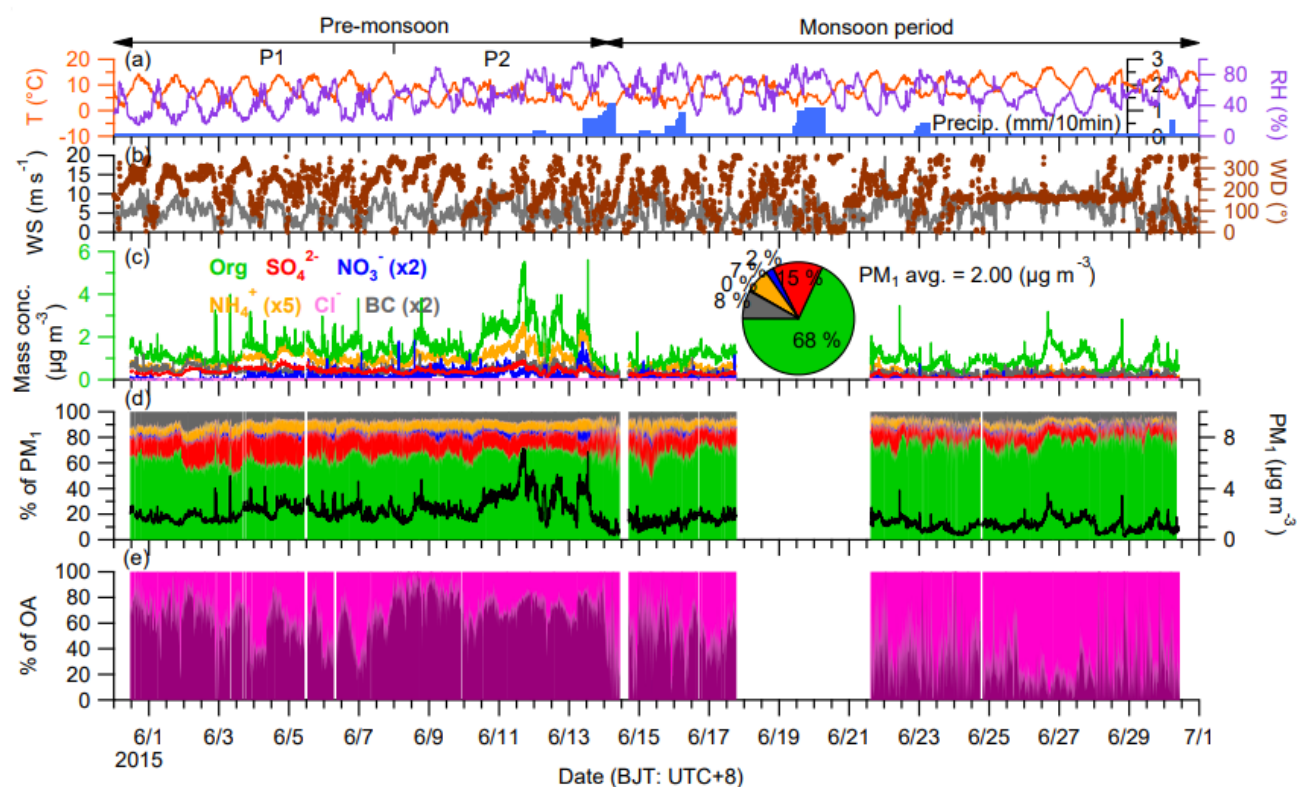 Pre-monsoon
Monsoon period
(a)
P1
P2
20
10
0
-10
T (°C)
3
2
1
0
Precip. (mm/10min)
80
40
0
RH (%)
(b)
20
15
10
5
0
WS (m s⁻¹)
300
200
100
0
WD (°)
(c)
6
4
2
0
Mass conc.
(µg m⁻³)
Org SO₄²⁻ NO₃⁻ (x2)
NH₄⁺ (x5) Cl⁻ BC (x2)
2 %
7 %
0 %
8 %
15 %
68 %
PM₁ avg. = 2.00 (µg m⁻³)
(d)
100
80
60
40
20
0
% of PM₁
8
4
0
PM₁ (µg m⁻³)
(e)
100
80
60
40
20
0
% of OA
6/1 6/3 6/5 6/7 6/9 6/11 6/13 6/15 6/17 6/19 6/21 6/23 6/25 6/27 6/29 7/1
2015
Date (BJT: UTC+8)